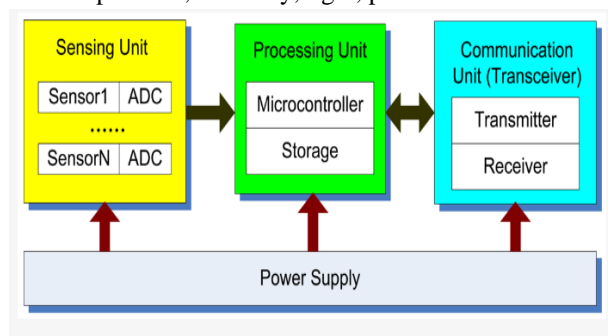 Sensing Unit
Sensor1 ADC
......
SensorN ADC
Processing Unit
Microcontroller
Storage
Communication
Unit (Transceiver)
Transmitter
Receiver
Power Supply